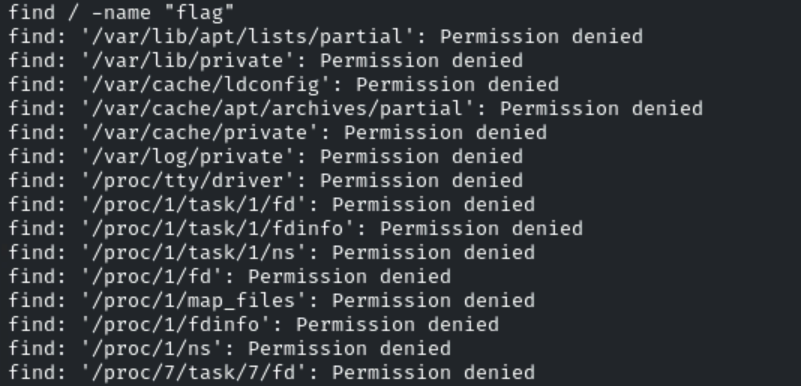 find / -name "flag"
find: '/var/lib/apt/lists/partial': Permission denied
find: '/var/lib/private': Permission denied
find: '/var/cache/ldconfig': Permission denied
find: '/var/cache/apt/archives/partial': Permission denied
find: '/var/cache/private': Permission denied
find: '/var/log/private': Permission denied
find: '/proc/tty/driver': Permission denied
find: '/proc/1/task/1/fd': Permission denied
find: '/proc/1/task/1/fdinfo': Permission denied
find: '/proc/1/task/1/ns': Permission denied
find: '/proc/1/fd': Permission denied
find: '/proc/1/map_files': Permission denied
find: '/proc/1/fdinfo': Permission denied
find: '/proc/1/ns': Permission denied
find: '/proc/7/task/7/fd': Permission denied